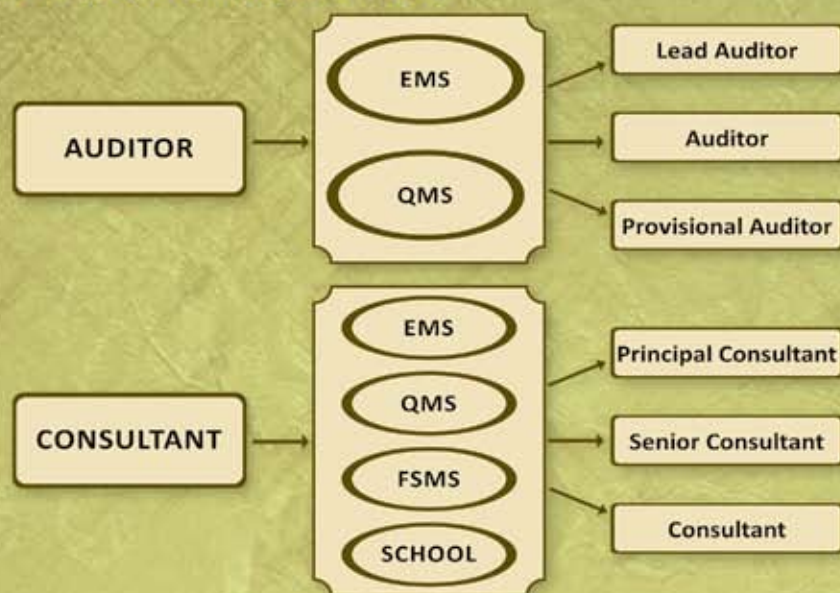 AUDITOR
EMS
QMS
Lead Auditor
Auditor
Provisional Auditor
CONSULTANT
EMS
QMS
FSMS
SCHOOL
Principal Consultant
Senior Consultant
Consultant